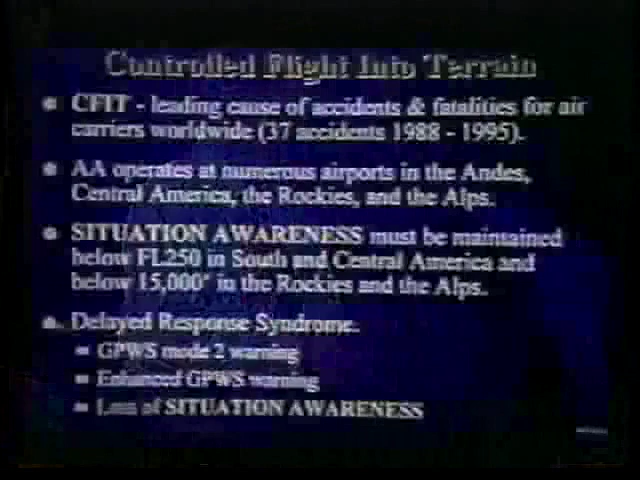 Controlled Flight Into Terrain
CFIT - leading cause of accidents & fatalities for air
carriers worldwide (37 accidents 1988 - 1995).
AA operates at numerous airports in the Andes,
Central America, the Rockies, and the Alps.
SITUATION AWARENESS must be maintained
below FL250 in South and Central America and
below 15,000' in the Rockies and the Alps.
Delayed Response Syndrome.
GPWS mode 2 warning
Enhanced GPWS warning
Loss of SITUATION AWARENESS